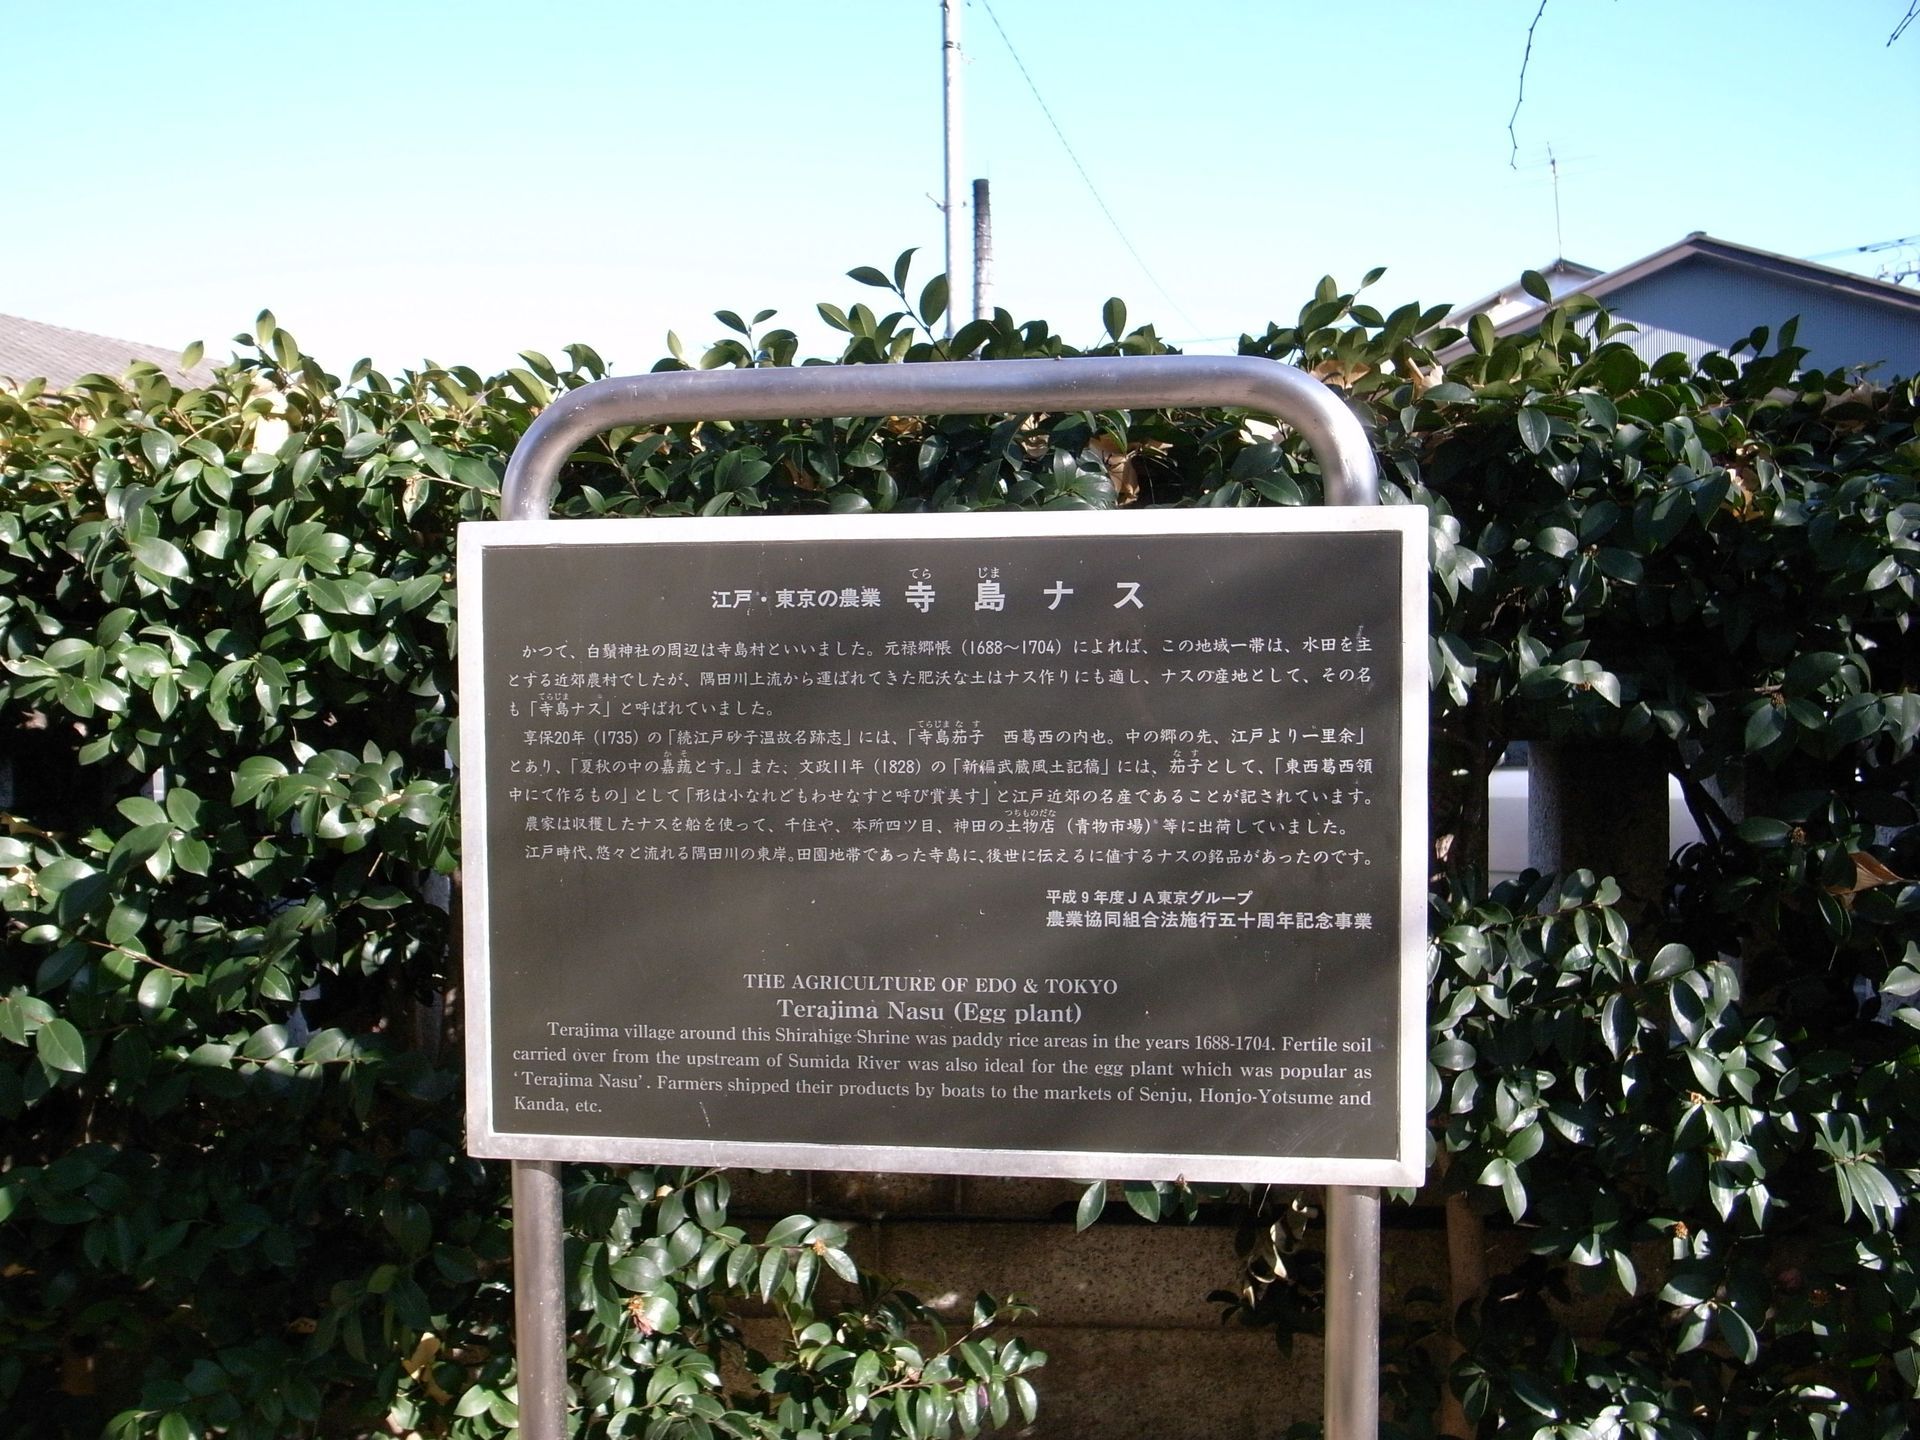 江戸・東京の農業 寺島ナス
てら じま
かつて、白鬚神社の周辺は寺島村といいました。元禄郷帳（1688〜1704）によれば、この地域一帯は、水田を主
とする近郊農村でしたが、隅田川上流から運ばれてきた肥沃な土はナス作りにも適し、ナスの産地として、その名
てらじま
も「寺島ナス」と呼ばれていました。
てらじまなす
享保20年（1735）の「続江戸砂子温故名跡志」には、「寺島茄子 西葛西の内也。中の郷の先、江戸より一里余」
かそ なす
とあり、「夏秋の中の嘉蔬とす。」また、文政11年（1828）の「新編武蔵風土記稿」には、茄子として、「東西葛西領
中にて作るもの」として「形は小なれどもわせなすと呼び賞美す」と江戸近郊の名産であることが記されています。
つちものだな
農家は収穫したナスを船を使って、千住や、本所四ツ目、神田の土物店（青物市場）等に出荷していました。
江戸時代、悠々と流れる隅田川の東岸。田園地帯であった寺島に、後世に伝えるに値するナスの銘品があったのです。
平成9年度JA東京グループ
農業協同組合法施行五十周年記念事業
THE AGRICULTURE OF EDO & TOKYO
Terajima Nasu (Egg plant)
Terajima village around this Shirahige Shrine was paddy rice areas in the years 1688-1704. Fertile soil
carried over from the upstream of Sumida River was also ideal for the egg plant which was popular as
‘Terajima Nasu’. Farmers shipped their products by boats to the markets of Senju, Honjo-Yotsume and
Kanda, etc.